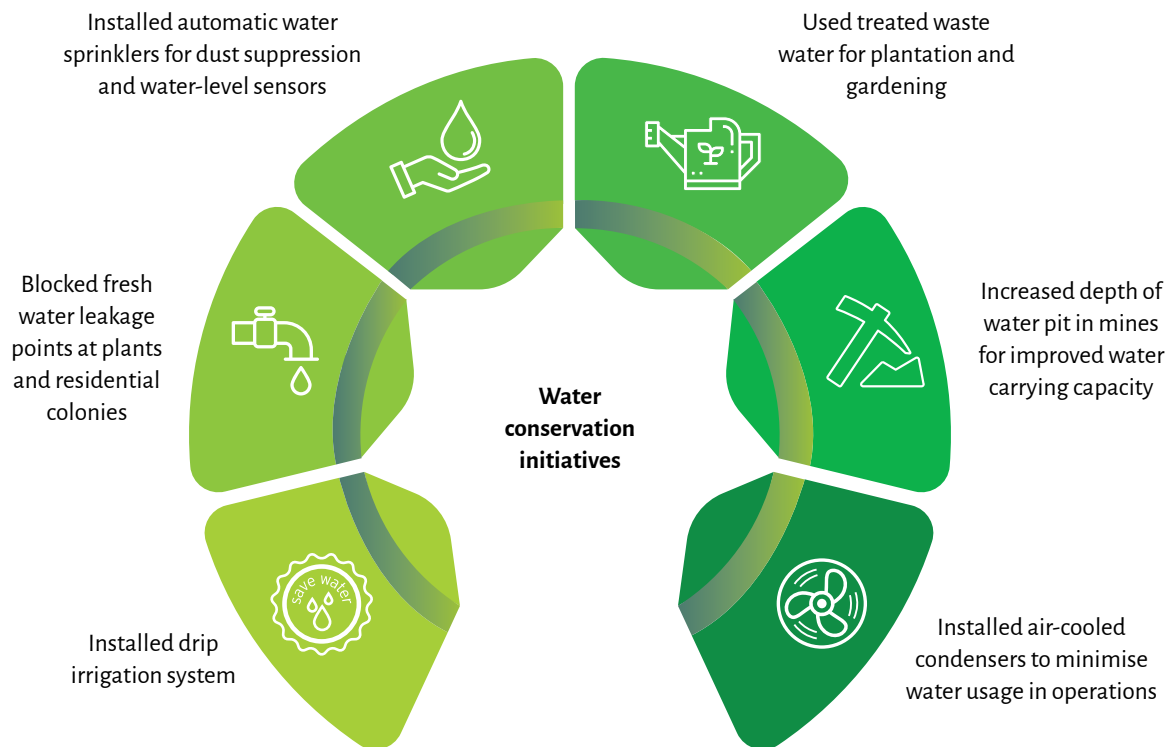 Installed automatic water
sprinklers for dust suppression
and water-level sensors
Used treated waste
water for plantation and
gardening
Blocked fresh
water leakage
points at plants
and residential
colonies
Increased depth of
water pit in mines
for improved water
carrying capacity
Water
conservation
initiatives
save water
Installed drip
irrigation system
Installed air-cooled
condensers to minimise
water usage in operations